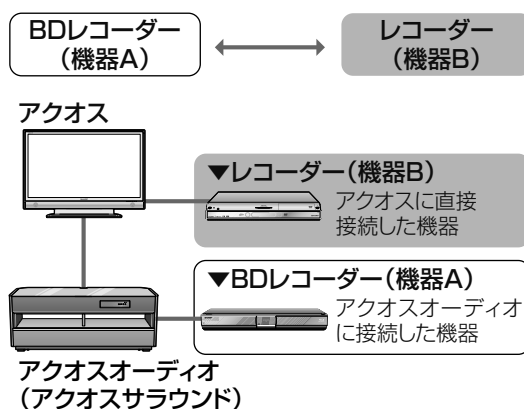 BDレコーダー
（機器A）
レコーダー
（機器B）
アクオス
▼レコーダー（機器B）
アクオスに直接
接続した機器
▼BDレコーダー（機器A）
アクオスオーディオ
に接続した機器
アクオスオーディオ
（アクオスサラウンド）